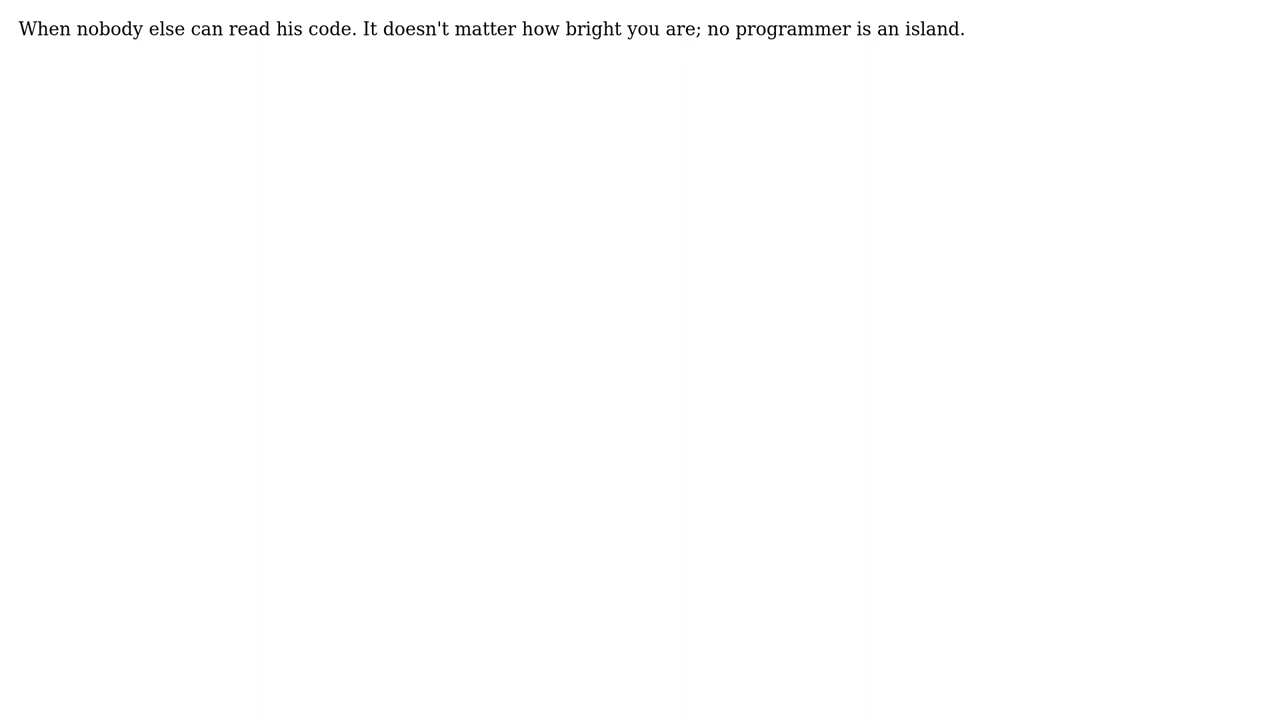 When nobody else can read his code. It doesn't matter how bright you are; no programmer is an island.